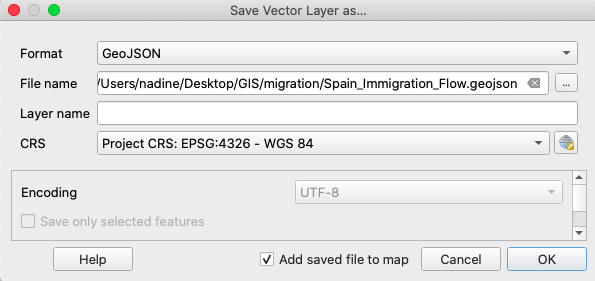 Save Vector Layer as...
Format GeoJSON
File name /Users/nadine/Desktop/GIS/migration/Spain_Immigration_Flow.geojson ...
Layer name
CRS Project CRS: EPSG:4326 - WGS 84
Encoding UTF-8
Save only selected features
Help Add saved file to map Cancel OK